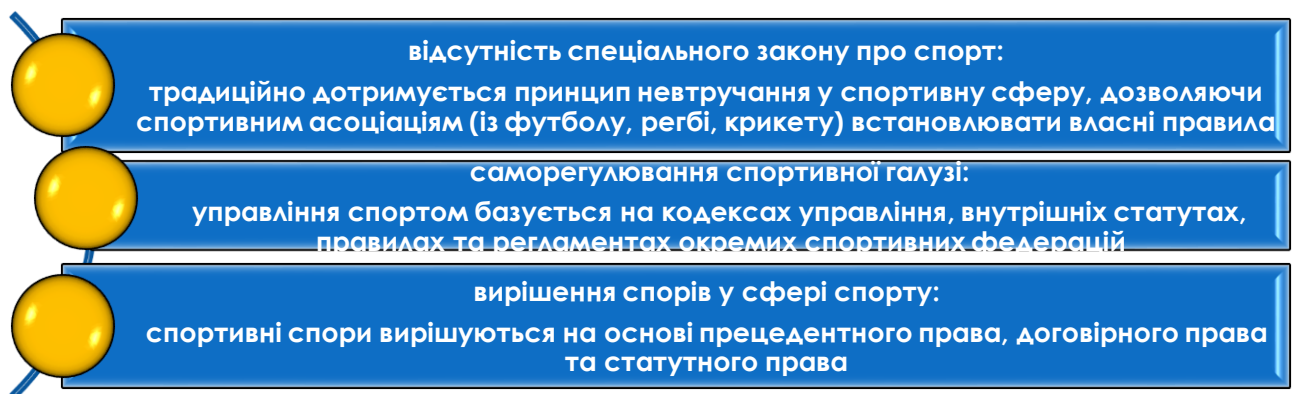 відсутність спеціального закону про спорт:
традиційно дотримується принцип невтручання у спортивну сферу, дозволяючи
спортивним асоціаціям (із футболу, регбі, крикету) встановлювати власні правила
саморегулювання спортивної галузі:
управління спортом базується на кодексах управління, внутрішніх статутах,
правилах та регламентах окремих спортивних федерацій
вирішення спорів у сфері спорту:
спортивні спори вирішуються на основі прецедентного права, договірного права
та статутного права